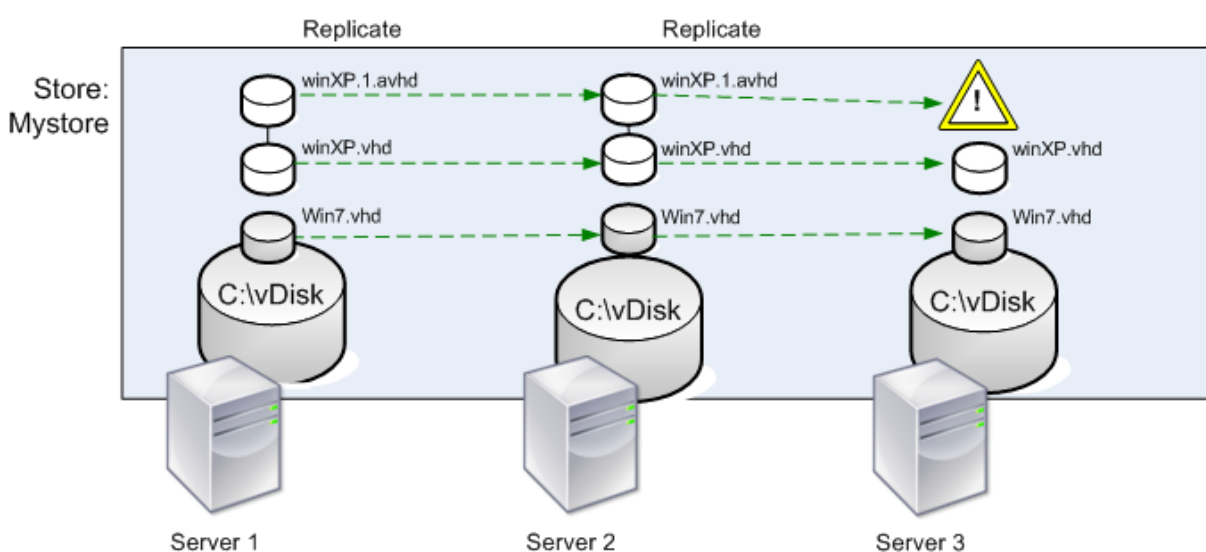 Replicate
Replicate
Store:
Mystore
winXP.1.avhd
winXP.1.avhd
!
winXP.vhd
winXP.vhd
winXP.vhd
Win7.vhd
Win7.vhd
Win7.vhd
C:\vDisk
C:\vDisk
C:\vDisk
Server 1
Server 2
Server 3